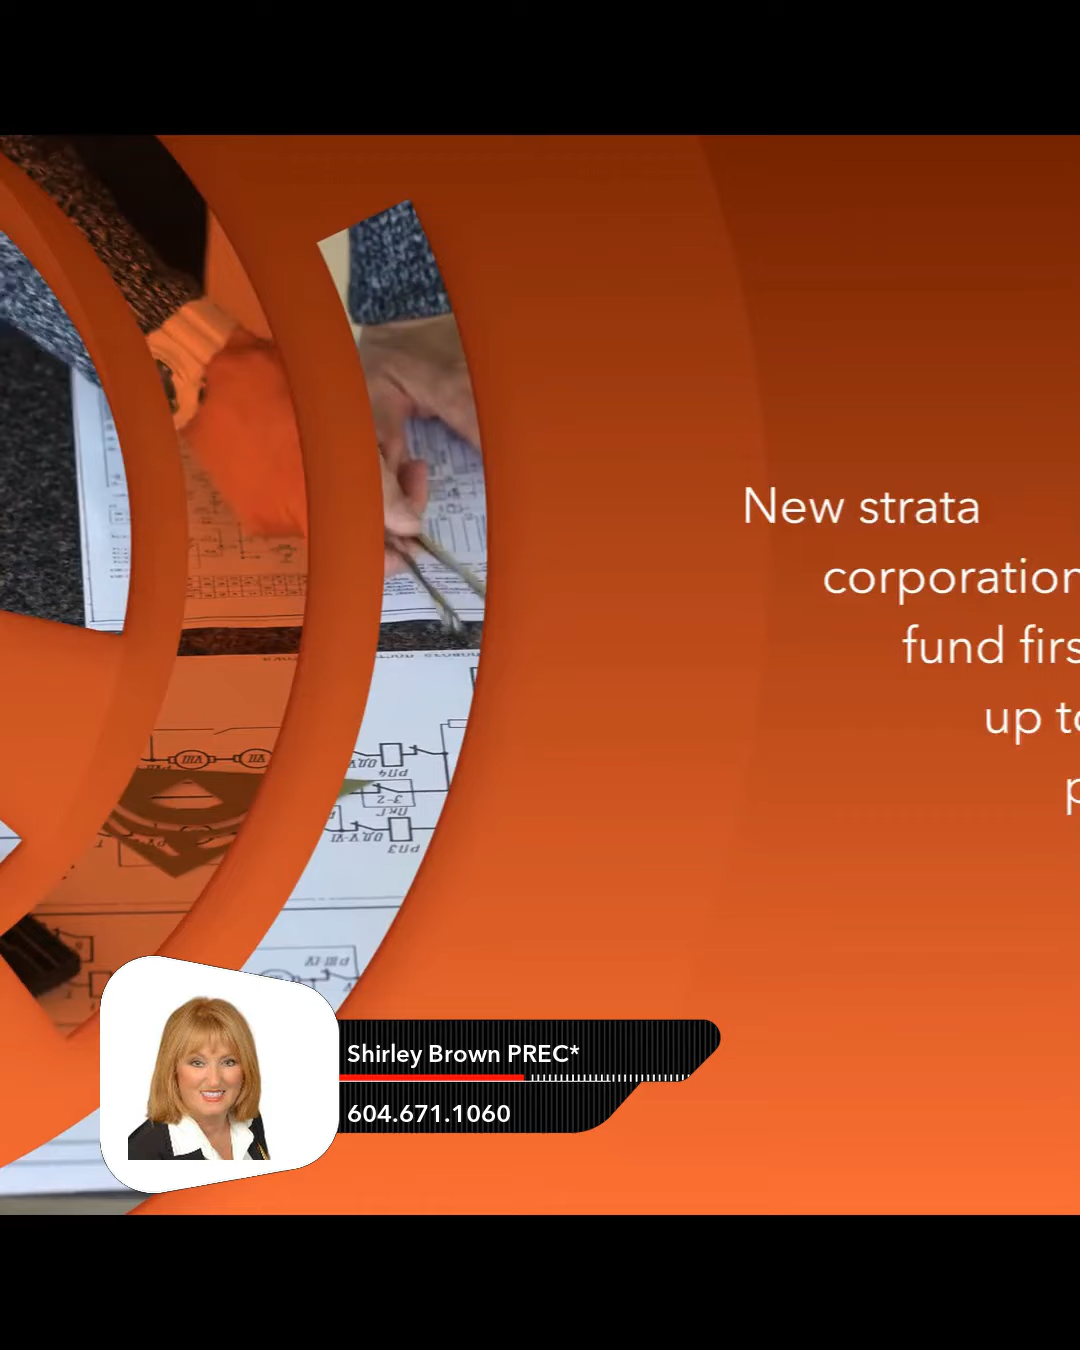 New strata
corporation
fund firs
up to
p
Shirley Brown PREC*
604.671.1060